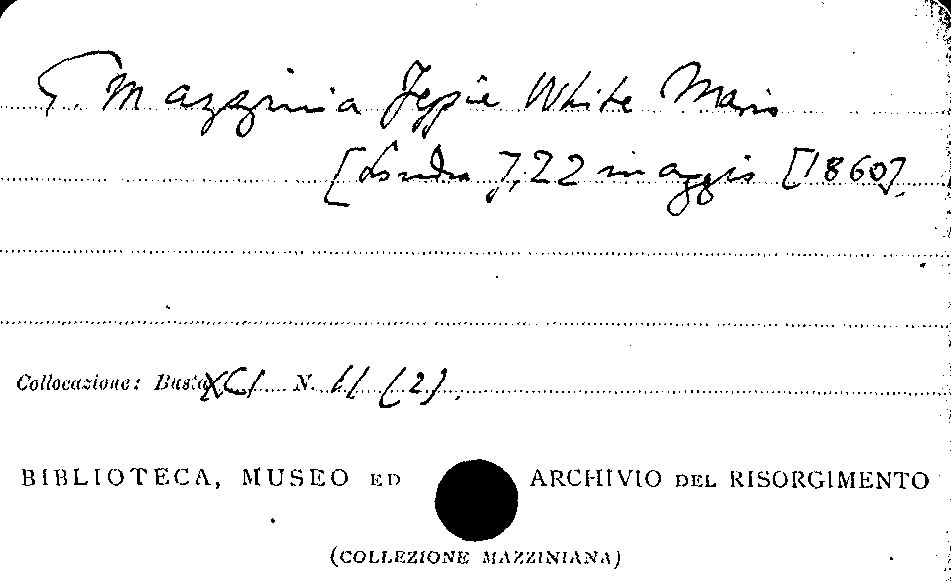 G. Mazzini a Jessie White Mario
[Londra], 22 maggio [1860].
Collocazione: Busta XCI N. 61 (2).
BIBLIOTECA, MUSEO ED ARCHIVIO DEL RISORGIMENTO
(COLLEZIONE MAZZINIANA)